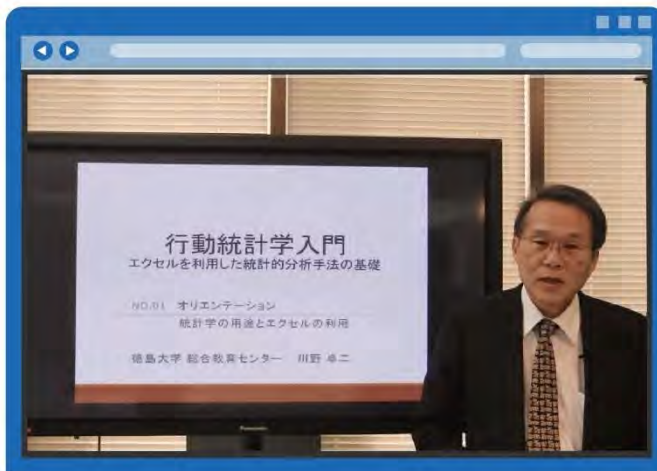 行動統計学入門
エクセルを利用した統計的分析手法の基礎
NO.01 オリエンテーション
統計学の用途とエクセルの利用
徳島大学 総合教育センター 川野 卓二
Panasonic